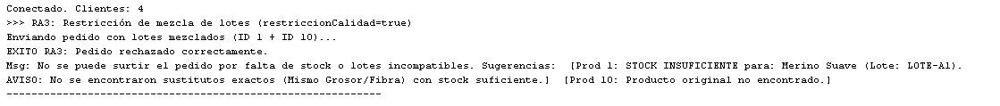 Conectado. Clientes: 4
>>> RA3: Restricción de mezcla de lotes (restriccionCalidad=true)
Enviando pedido con lotes mezclados (ID 1 + ID 10)...
EXITO RA3: Pedido rechazado correctamente.
Msg: No se puede surtir el pedido por falta de stock o lotes incompatibles. Sugerencias:  [Prod 1: STOCK INSUFICIENTE para: Merino Suave (Lote: LOTE-A1).
AVISO: No se encontraron sustitutos exactos (Mismo Grosor/Fibra) con stock suficiente.]  [Prod 10: Producto original no encontrado.]
------------------------------------------------------------